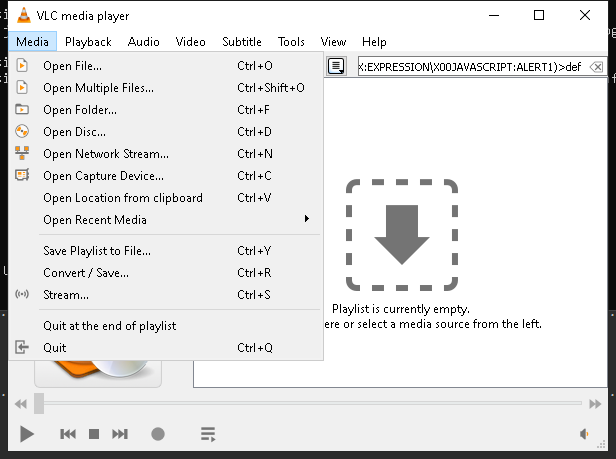 VLC media player
Media Playback Audio Video Subtitle Tools View Help
X:EXPRESSION\X00JAVASCRIPT:ALERT1)>def
Open File... Ctrl+O
Open Multiple Files... Ctrl+Shift+O
Open Folder... Ctrl+F
Open Disc... Ctrl+D
Open Network Stream... Ctrl+N
Open Capture Device... Ctrl+C
Open Location from clipboard Ctrl+V
Open Recent Media
Save Playlist to File... Ctrl+Y
Convert / Save... Ctrl+R
Stream... Ctrl+S
Quit at the end of playlist
Quit Ctrl+Q
Playlist is currently empty.
ere or select a media source from the left.